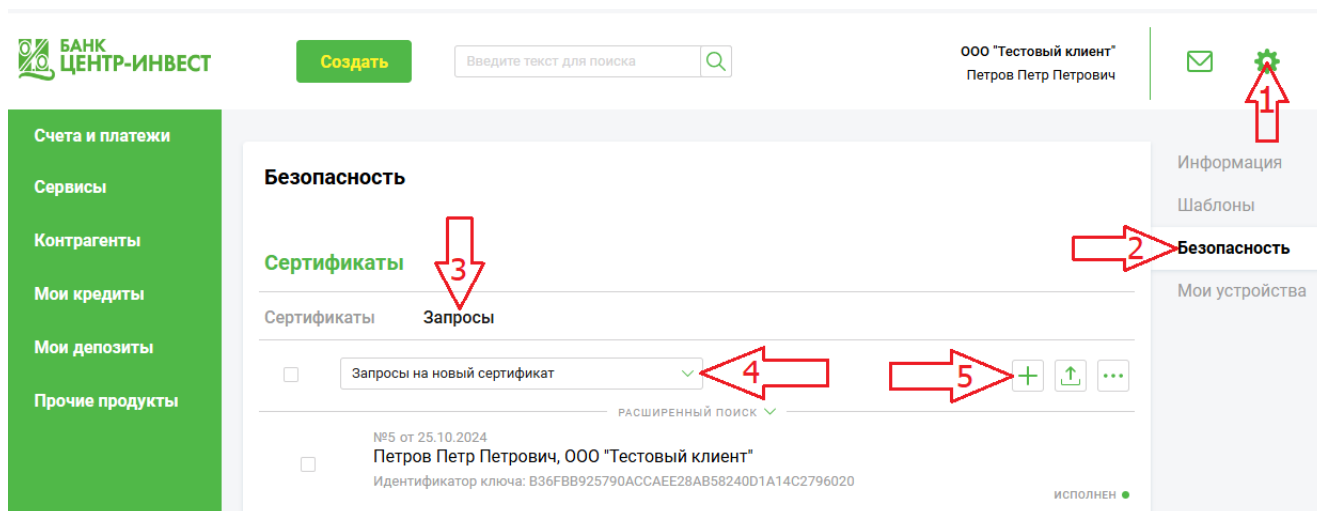 БАНК
ЦЕНТР-ИНВЕСТ
Создать
Введите текст для поиска
ООО "Тестовый клиент"
Петров Петр Петрович
1
Счета и платежи
Сервисы
Контрагенты
Мои кредиты
Мои депозиты
Прочие продукты
Безопасность
Сертификаты
3
Сертификаты
Запросы
Запросы на новый сертификат
4
5
РАСШИРЕННЫЙ ПОИСК
№5 от 25.10.2024
Петров Петр Петрович, ООО "Тестовый клиент"
Идентификатор ключа: B36FBB925790ACCAEE28AB58240D1A14C2796020
ИСПОЛНЕН
Информация
Шаблоны
2
Безопасность
Мои устройства